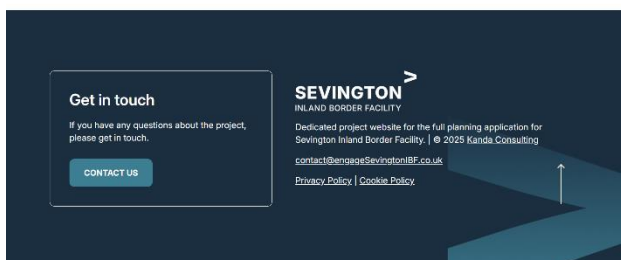 Get in touch
If you have any questions about the project,
please get in touch.
CONTACT US
SEVINGTON
INLAND BORDER FACILITY
Dedicated project website for the full planning application for
Sevington Inland Border Facility. | © 2025 Kanda Consulting
contact@engageSevingtonIBF.co.uk
Privacy Policy | Cookie Policy